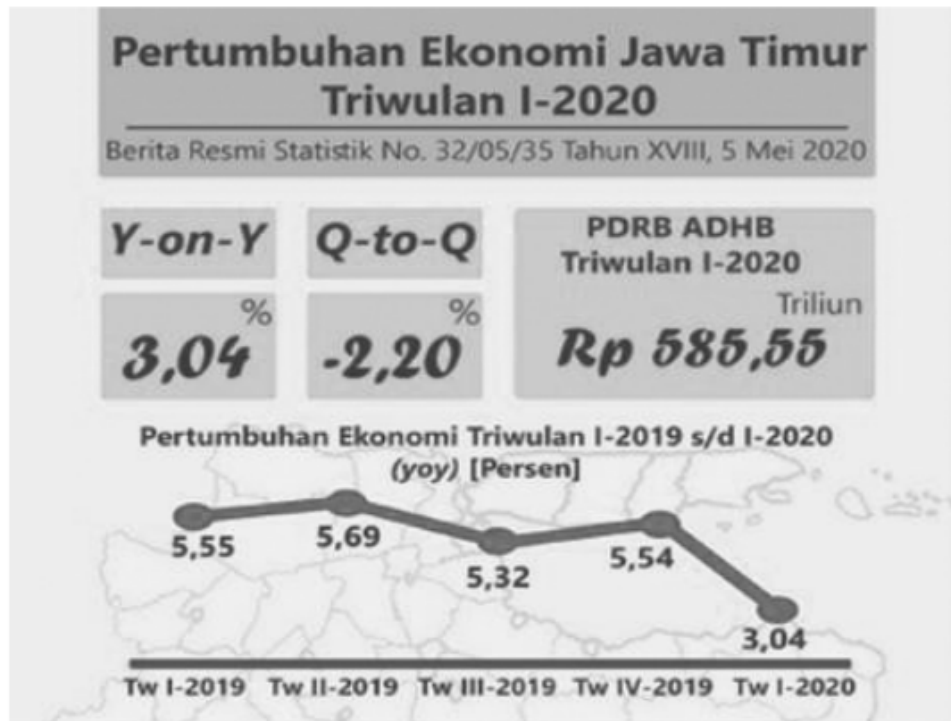 Pertumbuhan Ekonomi Jawa Timur
Triwulan I-2020
Berita Resmi Statistik No. 32/05/35 Tahun XVIII, 5 Mei 2020
Y-on-Y
Q-to-Q
PDRB ADHB
Triwulan I-2020
%
3,04
%
-2,20
Triliun
Rp 585,55
Pertumbuhan Ekonomi Triwulan I-2019 s/d I-2020
(yoy) [Persen]
5,55
5,69
5,32
5,54
3,04
Tw I-2019 Tw II-2019 Tw III-2019 Tw IV-2019 Tw I-2020